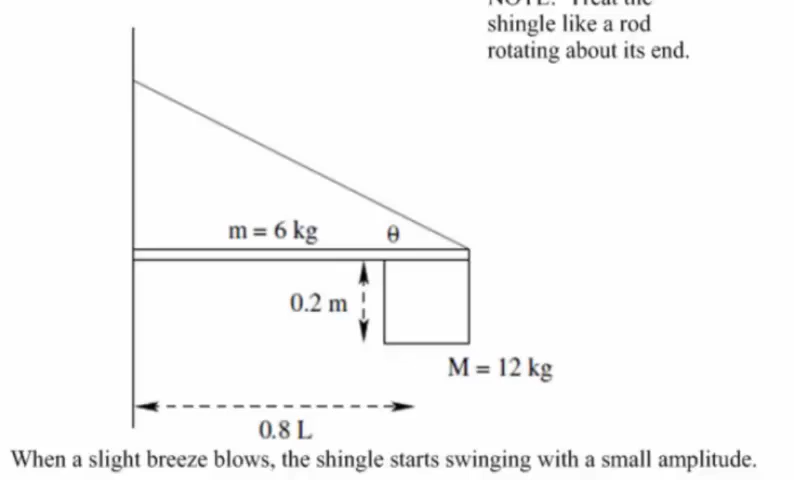 shingle like a rod
rotating about its end.
m = 6 kg
θ
0.2 m
M = 12 kg
0.8 L
When a slight breeze blows, the shingle starts swinging with a small amplitude.